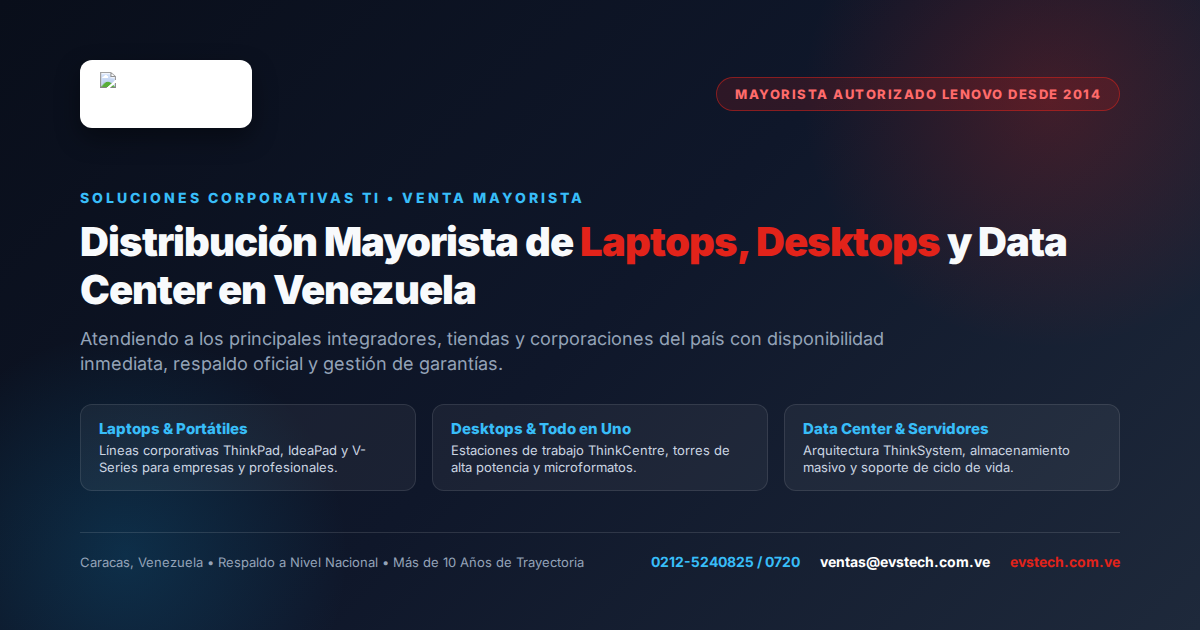 MAYORISTA AUTORIZADO LENOVO DESDE 2014
SOLUCIONES CORPORATIVAS TI • VENTA MAYORISTA
Distribución Mayorista de Laptops, Desktops y Data
Center en Venezuela
Atendiendo a los principales integradores, tiendas y corporaciones del país con disponibilidad
inmediata, respaldo oficial y gestión de garantías.
Laptops & Portátiles
Líneas corporativas ThinkPad, IdeaPad y V-
Series para empresas y profesionales.
Desktops & Todo en Uno
Estaciones de trabajo ThinkCentre, torres de
alta potencia y microformatos.
Data Center & Servidores
Arquitectura ThinkSystem, almacenamiento
masivo y soporte de ciclo de vida.
Caracas, Venezuela • Respaldo a Nivel Nacional • Más de 10 Años de Trayectoria
0212-5240825 / 0720
ventas@evstech.com.ve
evstech.com.ve